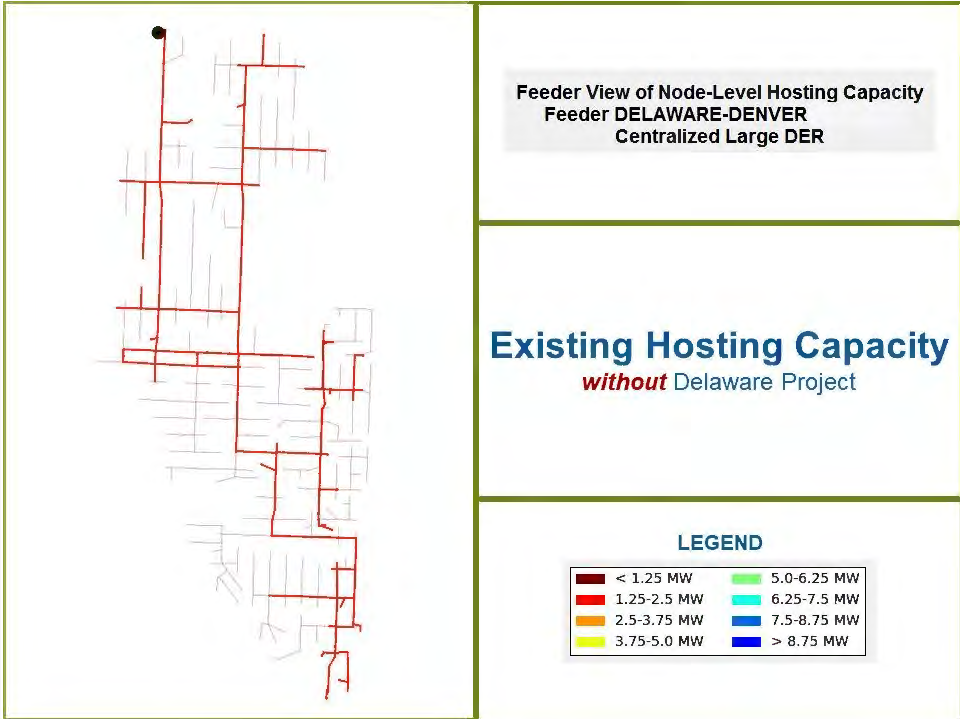 Feeder View of Node-Level Hosting Capacity
Feeder DELAWARE-DENVER
Centralized Large DER
Existing Hosting Capacity
without Delaware Project
LEGEND
< 1.25 MW
1.25-2.5 MW
2.5-3.75 MW
3.75-5.0 MW
5.0-6.25 MW
6.25-7.5 MW
7.5-8.75 MW
> 8.75 MW